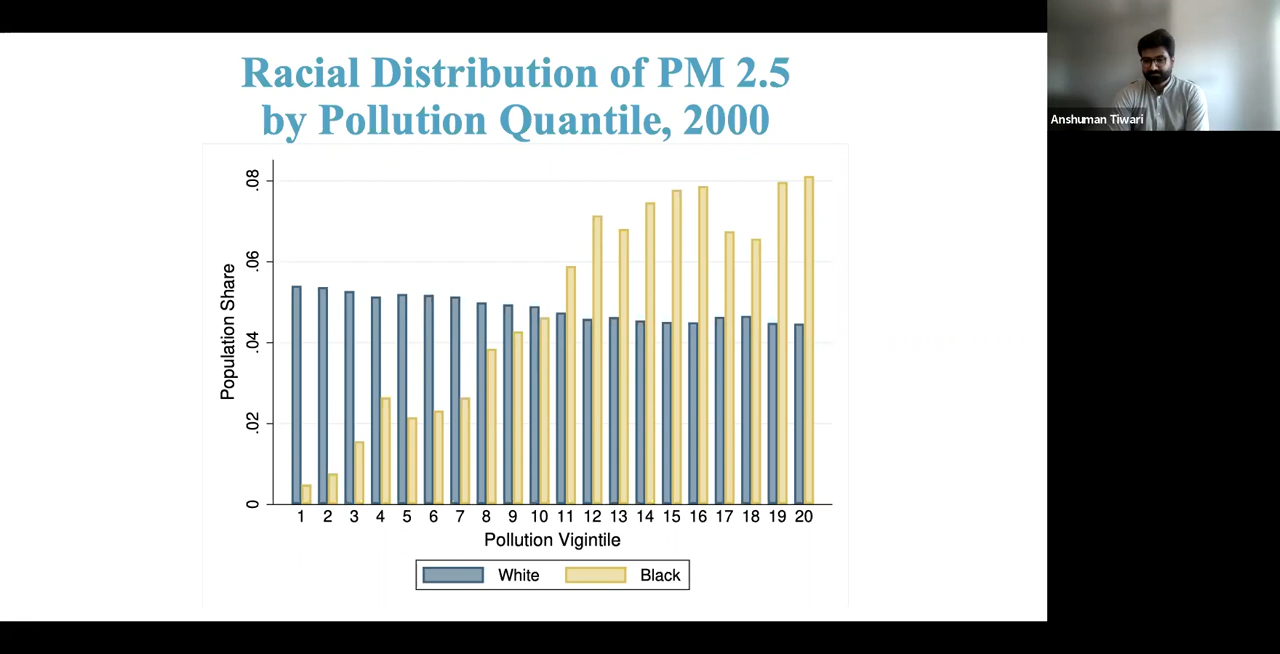 Racial Distribution of PM 2.5
by Pollution Quantile, 2000
Anshuman Tiwari
Population Share
.08
.06
.04
.02
0
1 2 3 4 5 6 7 8 9 10 11 12 13 14 15 16 17 18 19 20
Pollution Vigintile
White Black